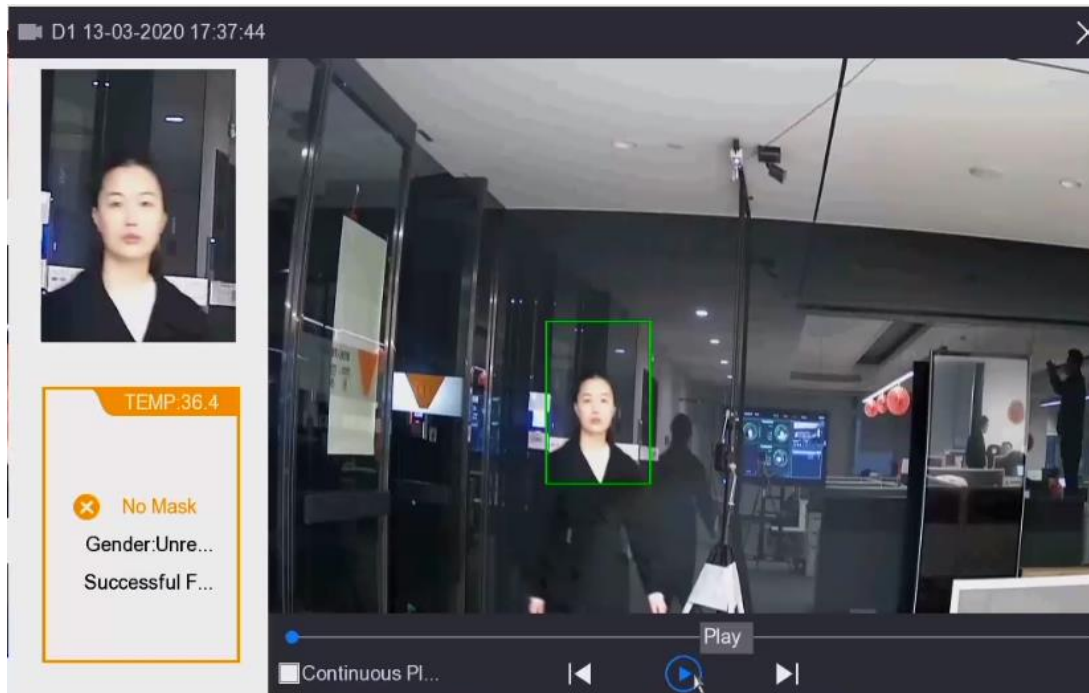 D1 13-03-2020 17:37:44
TEMP:36.4
No Mask
Gender:Unre...
Successful F...
Play
Continuous Pl...